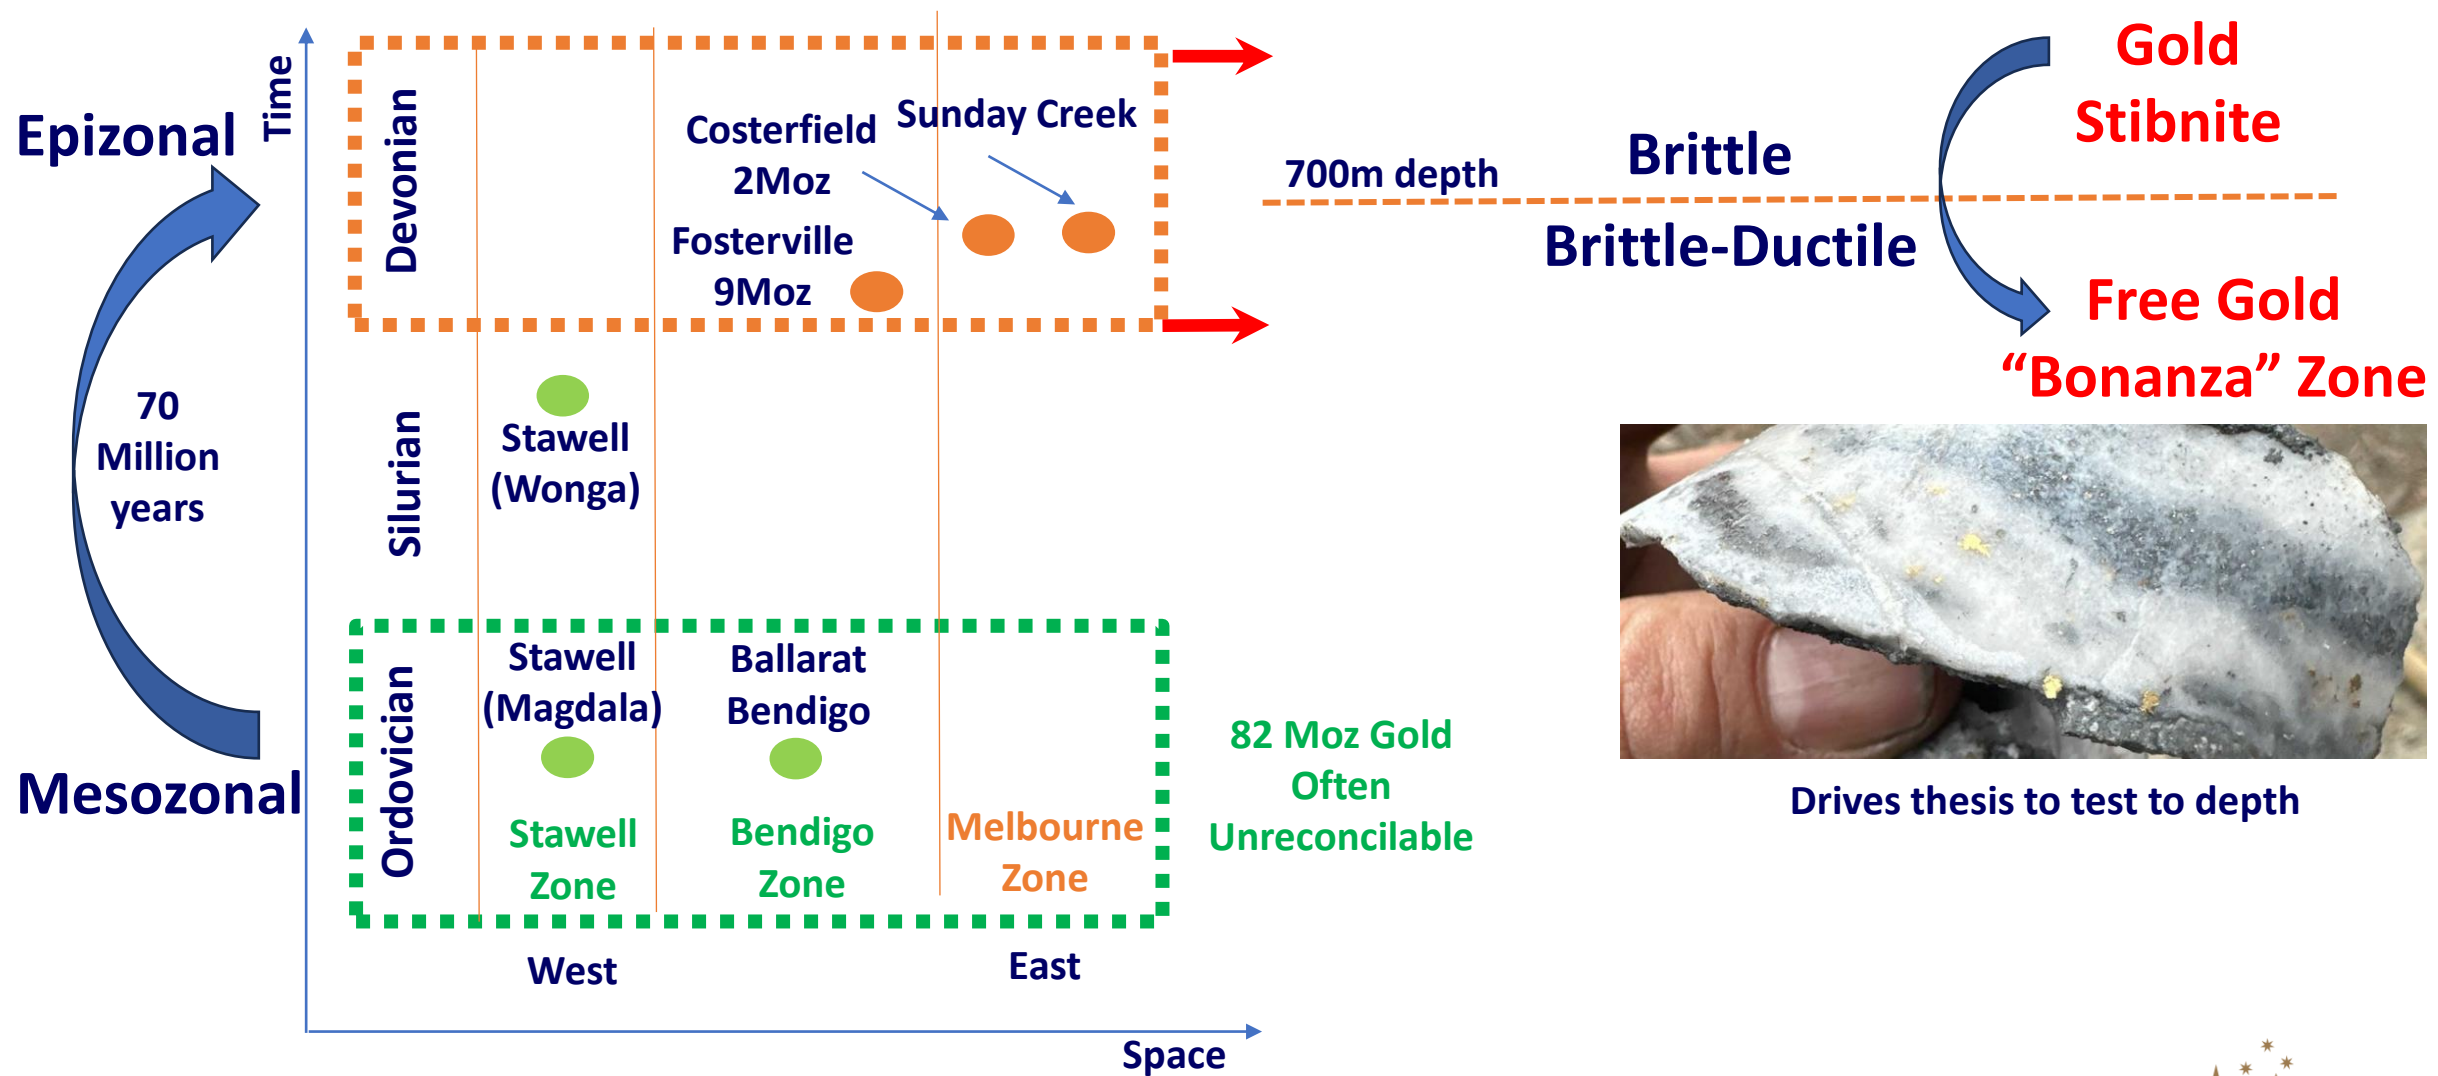 Gold
Stibnite
Time
Epizonal
Devonian
Costerfield
2Moz
Sunday Creek
Fosterville
9Moz
700m depth
Brittle
Brittle-Ductile
Free Gold
“Bonanza” Zone
70
Million
years
Silurian
Stawell
(Wonga)
Mesozonal
Ordovician
Stawell
(Magdala)
Ballarat
Bendigo
Stawell
Zone
Bendigo
Zone
Melbourne
Zone
82 Moz Gold
Often
Unreconcilable
Drives thesis to test to depth
West
East
Space